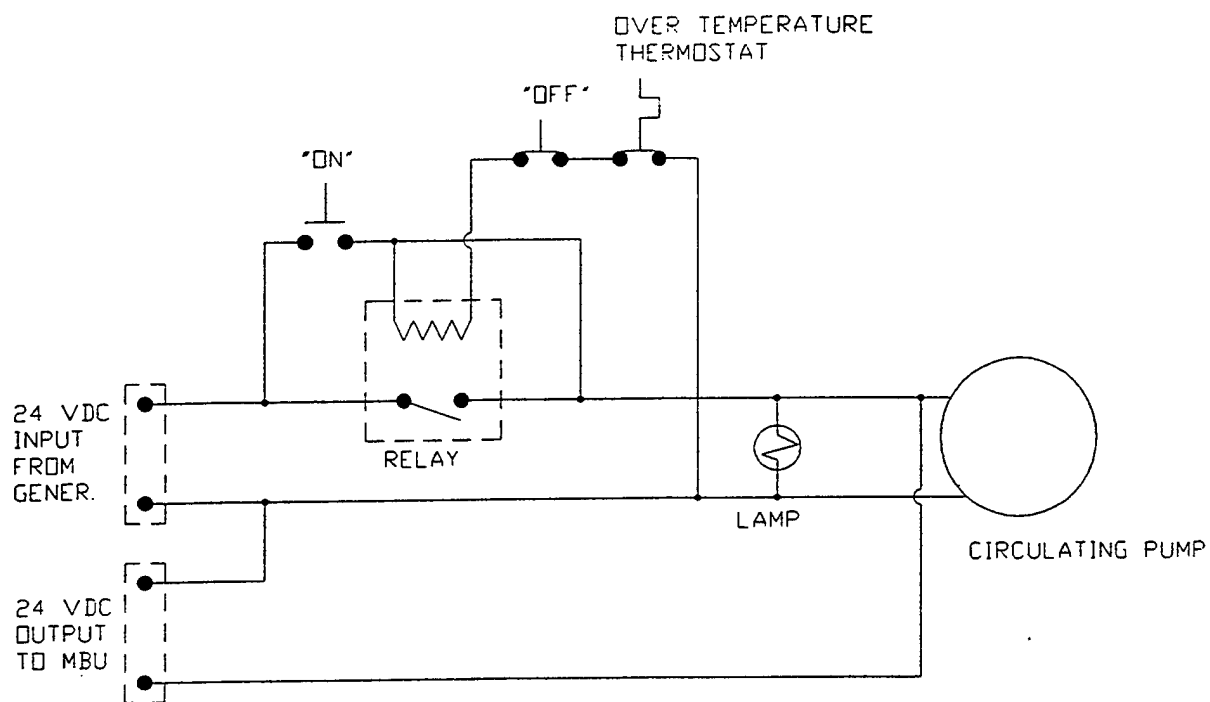 OVER TEMPERATURE
THERMOSTAT
"OFF"
"ON"
24 VDC
INPUT
FROM
GENER.
RELAY
LAMP
CIRCULATING PUMP
24 VDC
OUTPUT
TO MBU